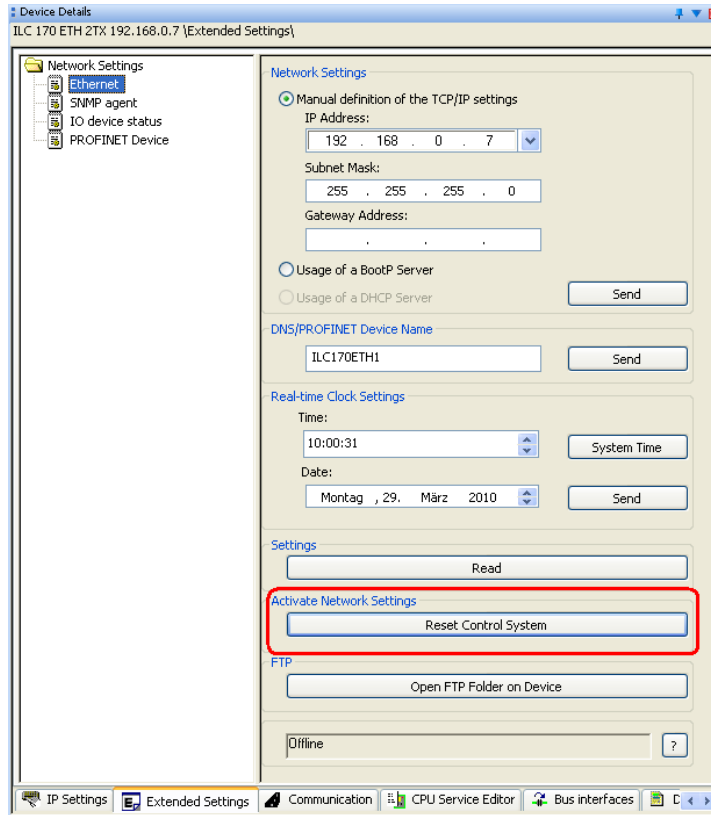 Device Details
ILC 170 ETH 2TX 192.168.0.7 \Extended Settings\
Network Settings
Ethernet
SNMP agent
IO device status
PROFINET Device
Network Settings
Manual definition of the TCP/IP settings
IP Address:
192 . 168 . 0 . 7
Subnet Mask:
255 . 255 . 255 . 0
Gateway Address:
. . .
Usage of a BootP Server
Usage of a DHCP Server
Send
DNS/PROFINET Device Name
ILC170ETH1
Send
Real-time Clock Settings
Time:
10:00:31
System Time
Date:
Montag , 29. März 2010
Send
Settings
Read
Activate Network Settings
Reset Control System
FTP
Open FTP Folder on Device
Offline
?
IP Settings
Extended Settings
Communication
CPU Service Editor
Bus interfaces